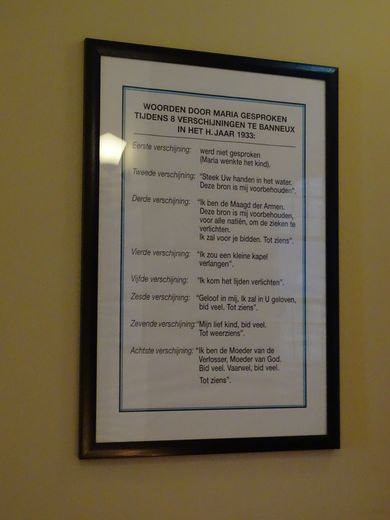 WOORDEN DOOR MARIA GESPROKEN
TIJDENS 8 VERSCHIJNINGEN TE BANNEUX
IN HET H. JAAR 1933:
Eerste verschijning: werd niet gesproken
(Maria wenkte het kind).
Tweede verschijning: "Steek Uw handen in het water.
Deze bron is mij voorbehouden".
Derde verschijning: "Ik ben de Maagd der Armen.
Deze bron is mij voorbehouden,
voor alle natiën, om de zieken te
verlichten.
Ik zal voor je bidden. Tot ziens".
Vierde verschijning: "Ik zou een kleine kapel
verlangen".
Vijfde verschijning: "Ik kom het lijden verlichten".
Zesde verschijning: "Geloof in mij, Ik zal in U geloven,
bid veel. Tot ziens".
Zevende verschijning: "Mijn lief kind, bid veel.
Tot weerziens".
Achtste verschijning: "Ik ben de Moeder van de
Verlosser, Moeder van God.
Bid veel. Vaarwel, bid veel.
Tot ziens".